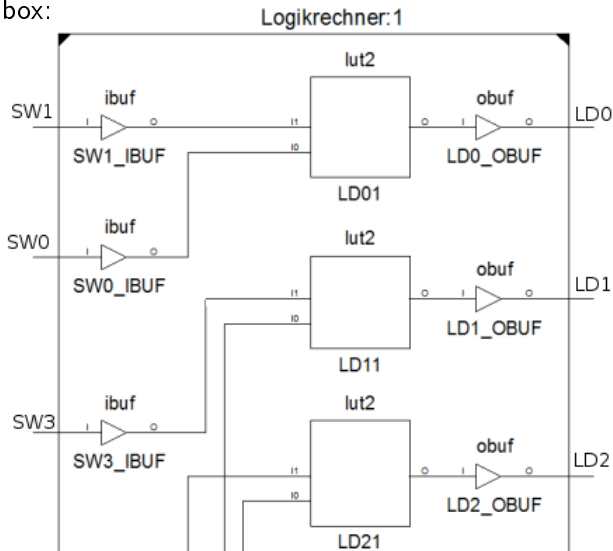 box:
Logikrechner:1
lut2
ibuf
obuf
SW1
I
O
I1
O
I
O
LD0
SW1_IBUF
I0
LD0_OBUF
LD01
ibuf
lut2
SW0
I
O
SW0_IBUF
obuf
I1
O
I
O
LD1
I0
LD1_OBUF
LD11
ibuf
lut2
SW3
I
O
SW3_IBUF
obuf
I1
O
I
O
LD2
I0
LD2_OBUF
LD21